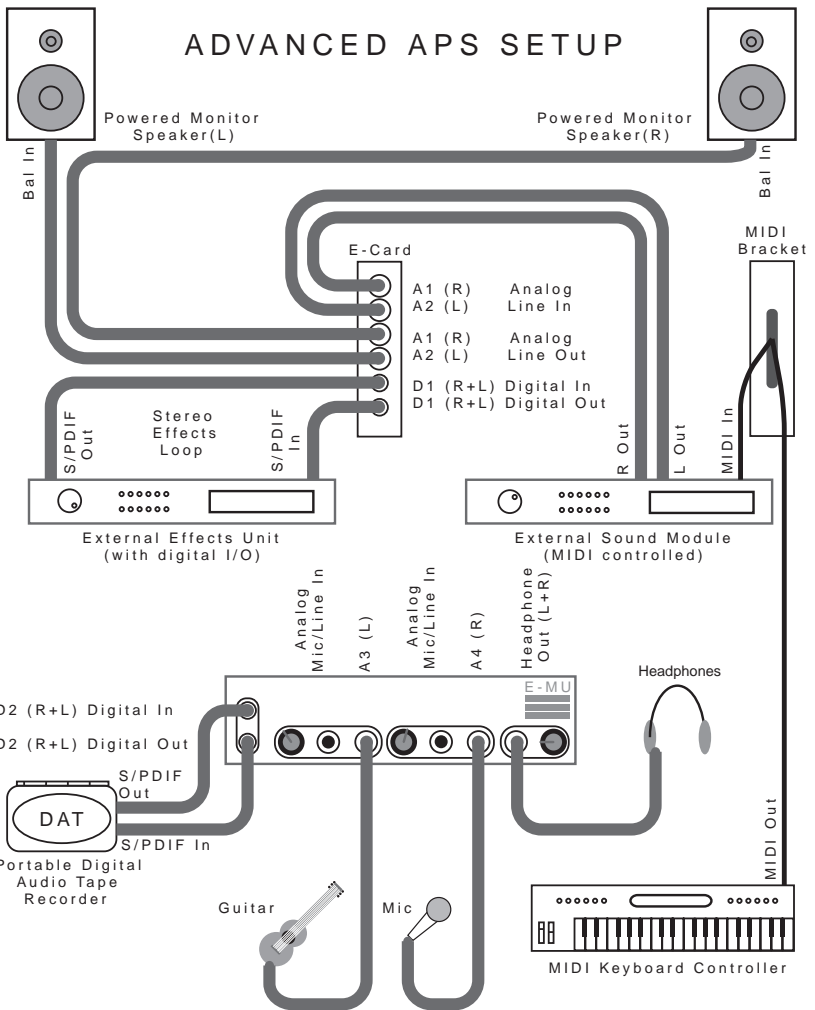 ADVANCED APS SETUP
Powered Monitor
Speaker(L)
Powered Monitor
Speaker(R)
Bal In
Bal In
MIDI
Bracket
E-Card
A1 (R) Analog
A2 (L) Line In
A1 (R) Analog
A2 (L) Line Out
D1 (R+L) Digital In
D1 (R+L) Digital Out
S/PDIF
Out
Stereo
Effects
Loop
S/PDIF
In
R Out
L Out
MIDI In
External Effects Unit
(with digital I/O)
External Sound Module
(MIDI controlled)
Analog
Mic/Line In
A3 (L)
Analog
Mic/Line In
A4 (R)
Headphone
Out (L+R)
E-MU
Headphones
D2 (R+L) Digital In
D2 (R+L) Digital Out
S/PDIF
Out
DAT
S/PDIF In
Portable Digital
Audio Tape
Recorder
Guitar
Mic
MIDI Out
MIDI Keyboard Controller